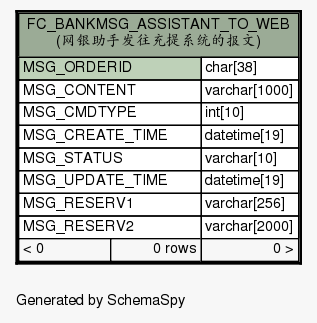 FC_BANKMSG_ASSISTANT_TO_WEB
(网银助手发往充提系统的报文)
MSG_ORDERID char[38]
MSG_CONTENT varchar[1000]
MSG_CMDTYPE int[10]
MSG_CREATE_TIME datetime[19]
MSG_STATUS varchar[10]
MSG_UPDATE_TIME datetime[19]
MSG_RESERV1 varchar[256]
MSG_RESERV2 varchar[2000]
< 0 0 rows 0 >
Generated by SchemaSpy